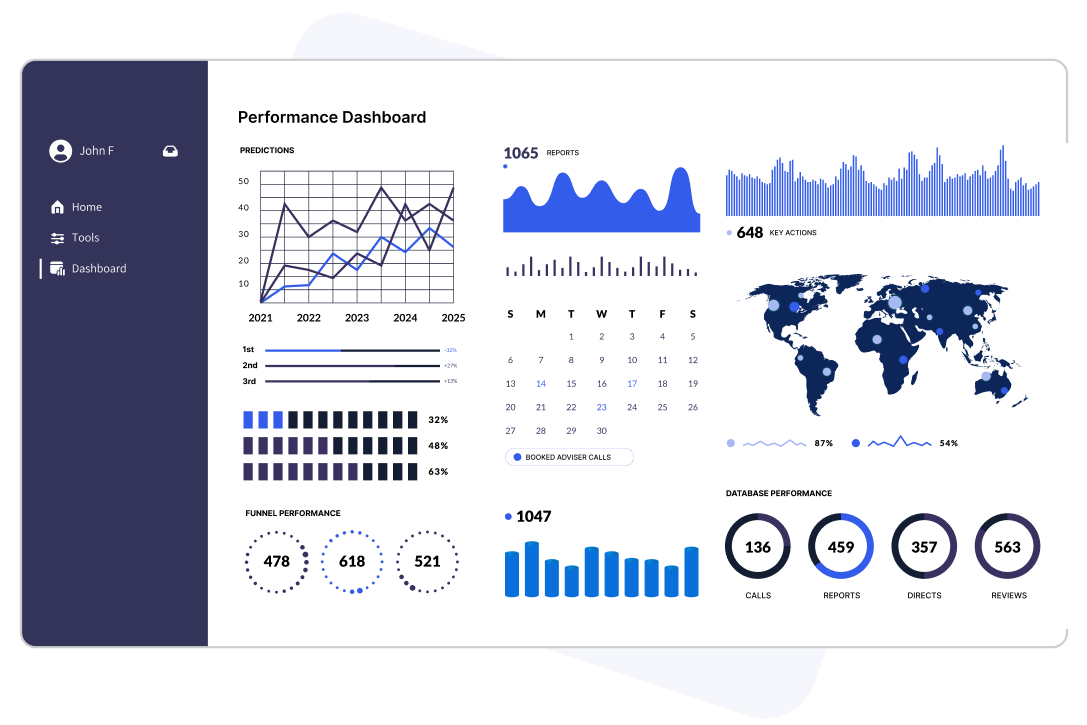 John F
Home
Tools
Dashboard
Performance Dashboard
PREDICTIONS
50
40
30
20
10
2021 2022 2023 2024 2025
1st -32%
2nd +27%
3rd +13%
32%
48%
63%
FUNNEL PERFORMANCE
478 618 521
1065 REPORTS
S M T W T F S
1 2 3 4 5
6 7 8 9 10 11 12
13 14 15 16 17 18 19
20 21 22 23 24 25 26
27 28 29 30
BOOKED ADVISER CALLS
1047
648 KEY ACTIONS
87% 54%
DATABASE PERFORMANCE
136 459 357 563
CALLS REPORTS DIRECTS REVIEWS